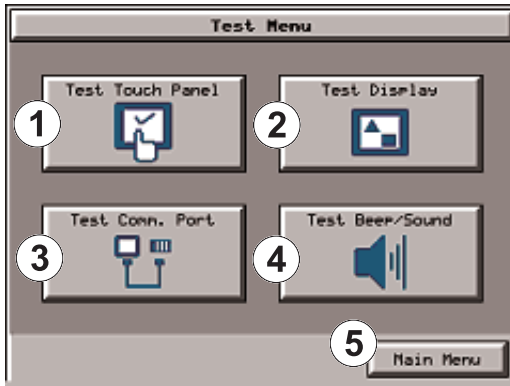 Test Menu
1 Test Touch Panel
2 Test Display
3 Test Comm. Port
4 Test Beep/Sound
5 Main Menu